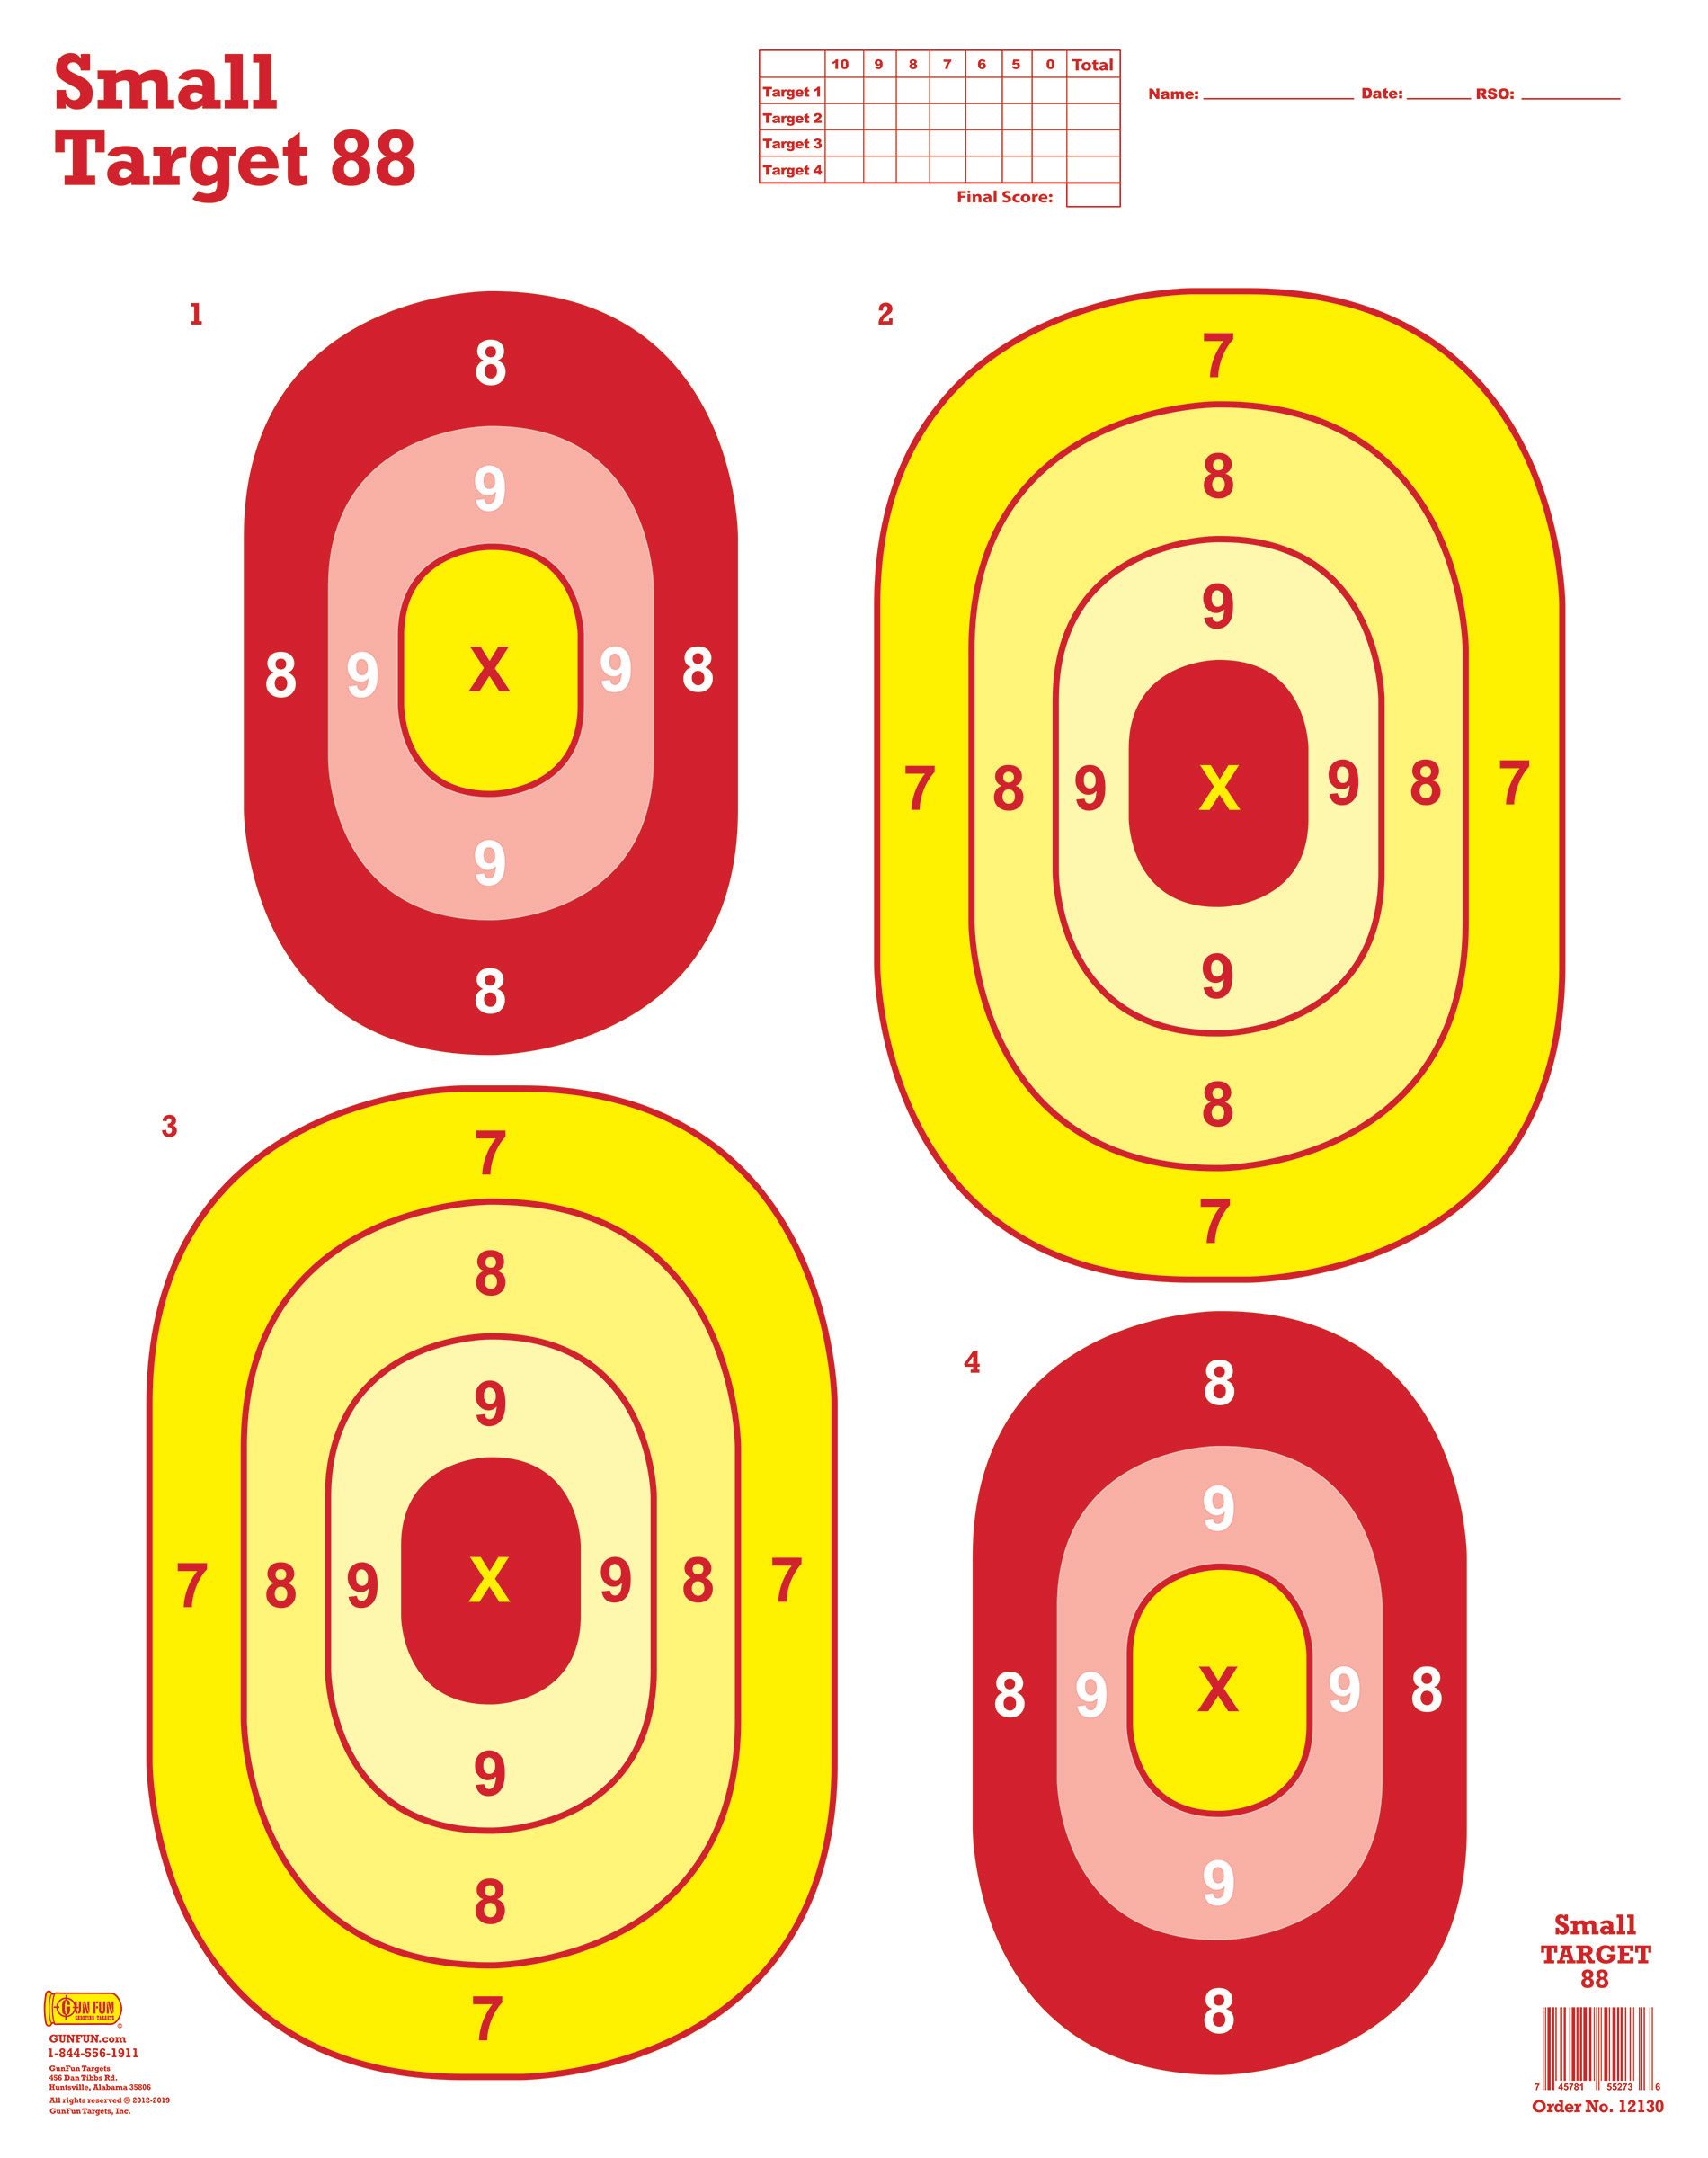 Small
Target 88
10 9 8 7 6 5 0 Total
Target 1
Target 2
Target 3
Target 4
Final Score:
Name: Date: RSO:
1
8
9
8 9 X 9 8
9
8
2
7
8
9
7 8 9 X 9 8 7
9
8
7
3
7
8
9
7 8 9 X 9 8 7
9
8
7
4
8
9
8 9 X 9 8
9
8
GUN FUN
SHOOTING TARGETS
®
GUNFUN.com
1-844-556-1911
GunFun Targets
456 Dan Tibbs Rd.
Huntsville, Alabama 35806
All rights reserved © 2012-2019
GunFun Targets, Inc.
Small
TARGET
88
7 45781 55273 6
Order No. 12130